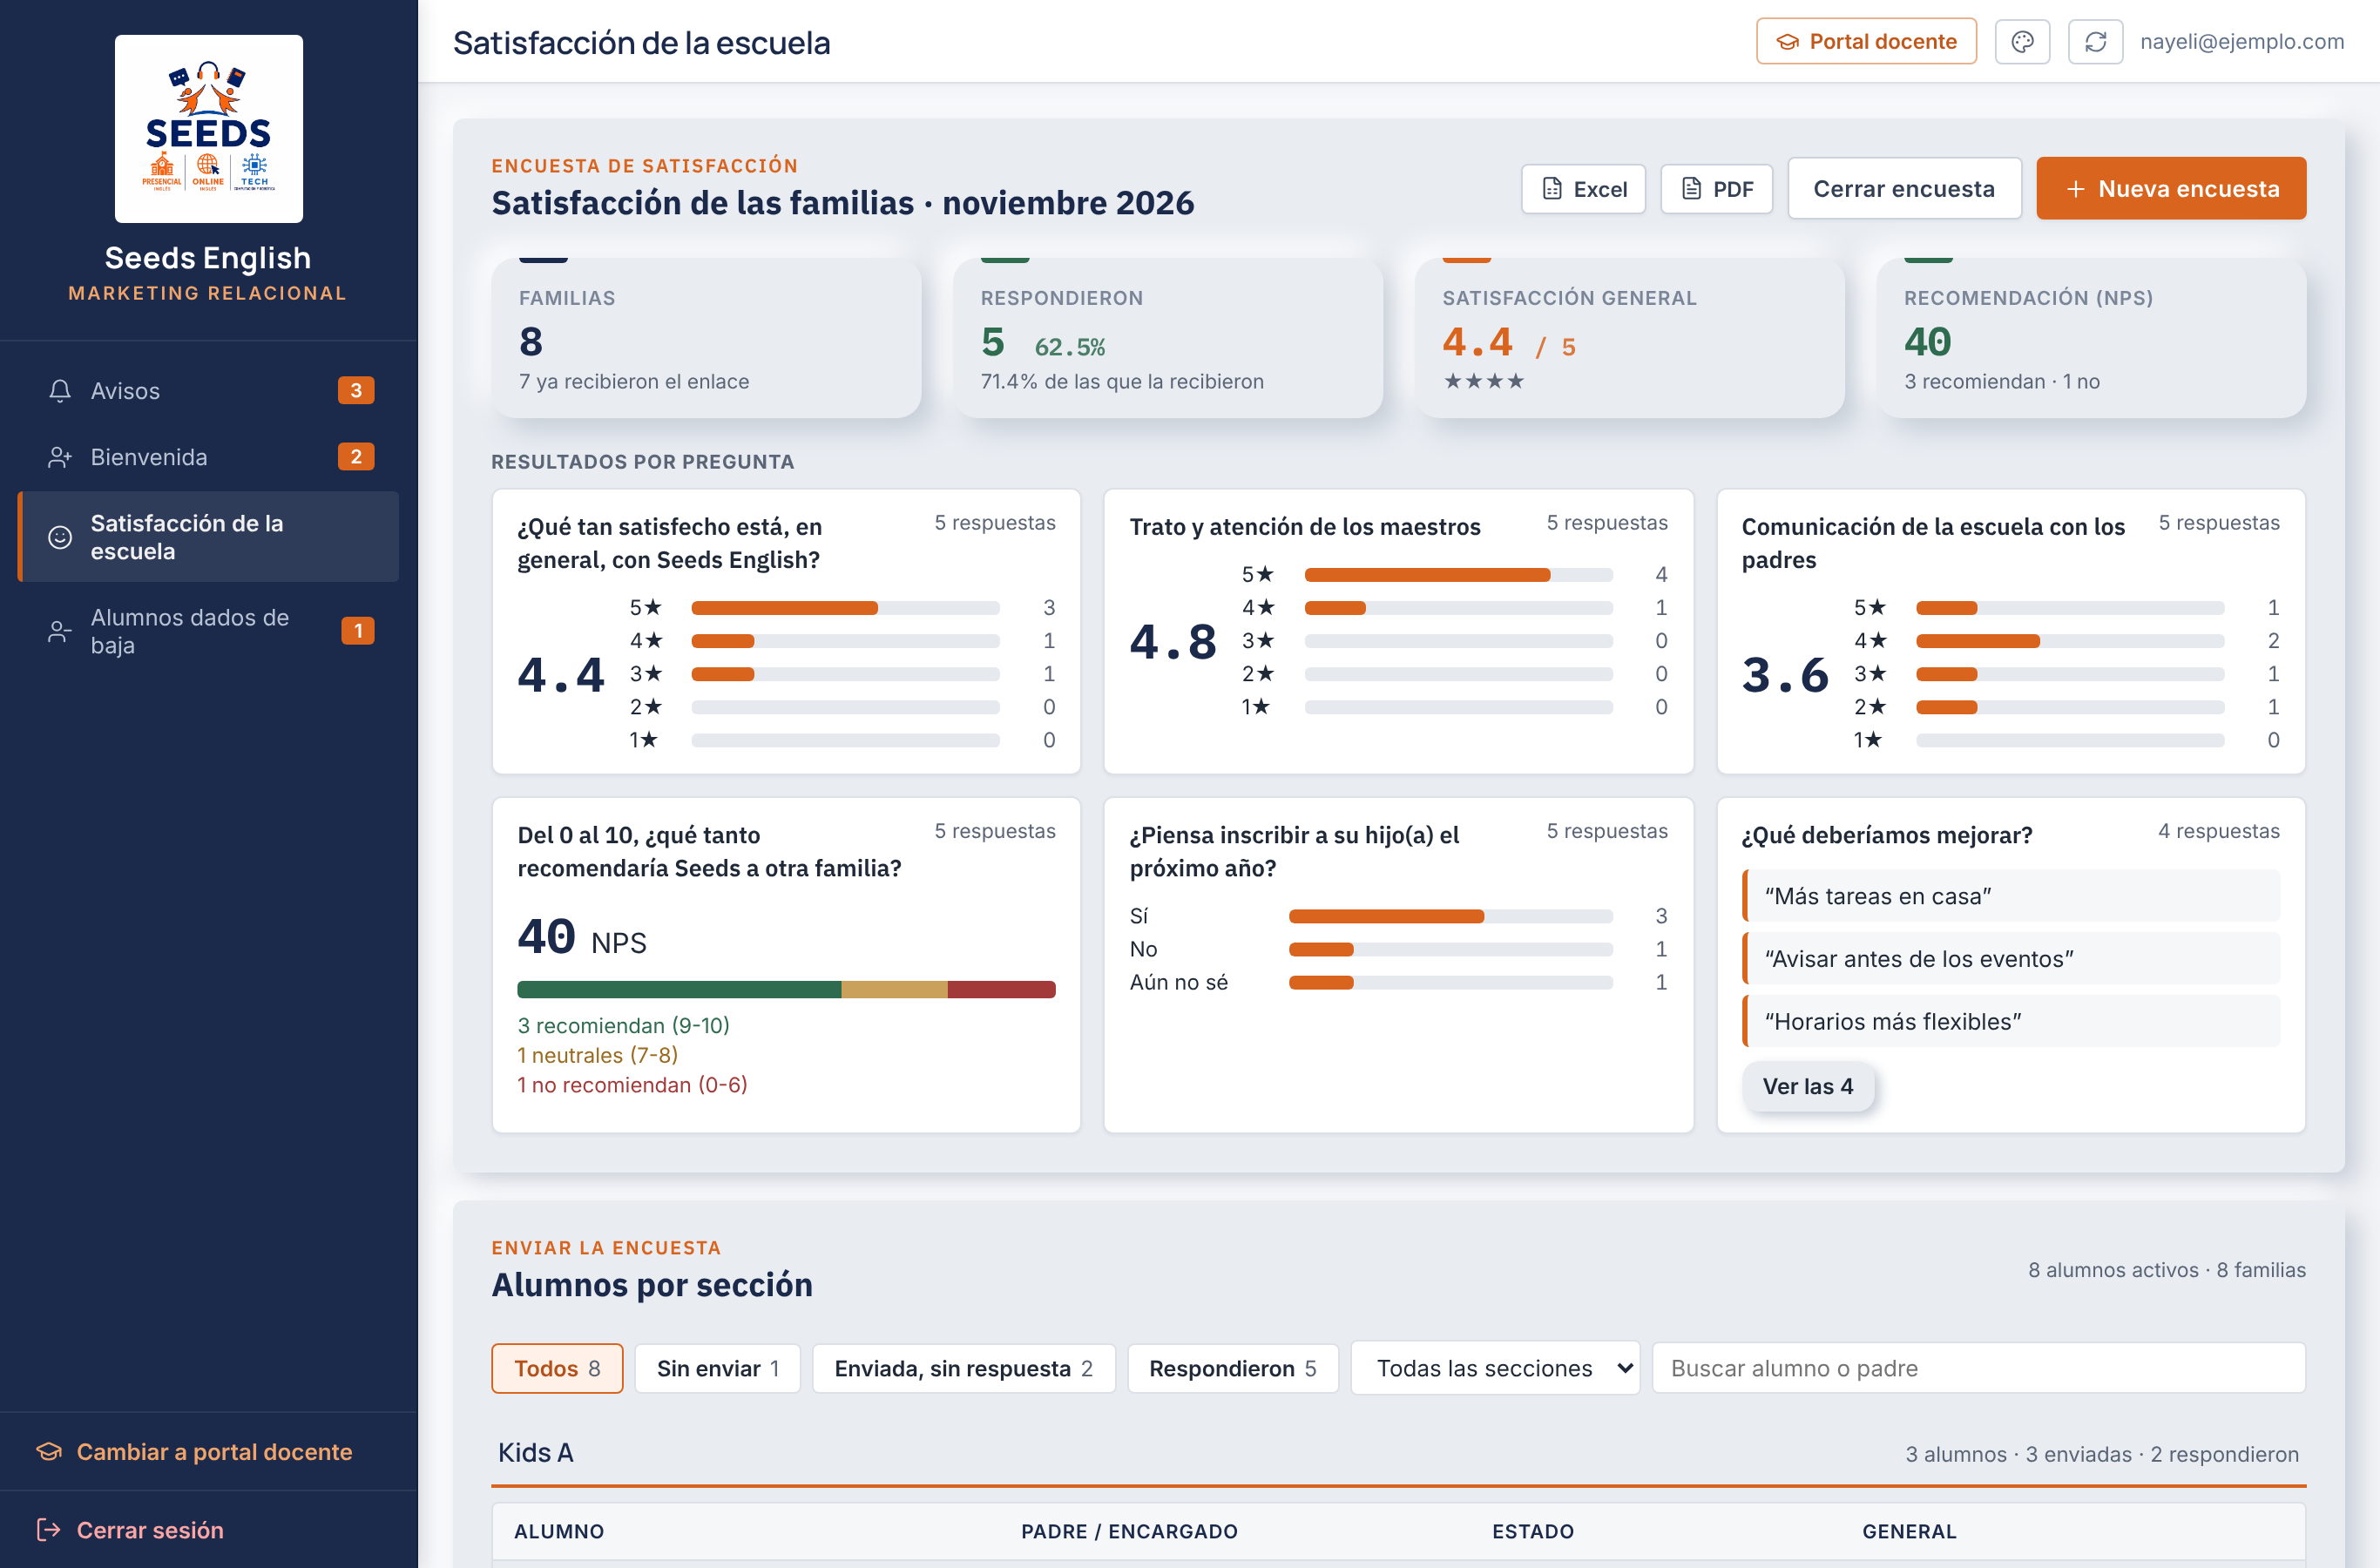 SEEDS
PRESENCIAL
INGLÉS
ONLINE
INGLÉS
TECH
Seeds English
MARKETING RELACIONAL
Avisos 3
Bienvenida 2
Satisfacción de la
escuela
Alumnos dados de
baja 1
Cambiar a portal docente
Cerrar sesión
Satisfacción de la escuela
Portal docente
nayeli@ejemplo.com
ENCUESTA DE SATISFACCIÓN
Satisfacción de las familias · noviembre 2026
Excel
PDF
Cerrar encuesta
+ Nueva encuesta
FAMILIAS
8
7 ya recibieron el enlace
RESPONDIERON
5 62.5%
71.4% de las que la recibieron
SATISFACCIÓN GENERAL
4.4 / 5
★★★★
RECOMENDACIÓN (NPS)
40
3 recomiendan · 1 no
RESULTADOS POR PREGUNTA
¿Qué tan satisfecho está, en
general, con Seeds English?
5 respuestas
4.4
5★ 3
4★ 1
3★ 1
2★ 0
1★ 0
Trato y atención de los maestros
5 respuestas
4.8
5★ 4
4★ 1
3★ 0
2★ 0
1★ 0
Comunicación de la escuela con los
padres
5 respuestas
3.6
5★ 1
4★ 2
3★ 1
2★ 1
1★ 0
Del 0 al 10, ¿qué tanto
recomendaría Seeds a otra familia?
5 respuestas
40 NPS
3 recomiendan (9-10)
1 neutrales (7-8)
1 no recomiendan (0-6)
¿Piensa inscribir a su hijo(a) el
próximo año?
5 respuestas
Sí 3
No 1
Aún no sé 1
¿Qué deberíamos mejorar?
4 respuestas
“Más tareas en casa”
“Avisar antes de los eventos”
“Horarios más flexibles”
Ver las 4
ENVIAR LA ENCUESTA
Alumnos por sección
8 alumnos activos · 8 familias
Todos 8
Sin enviar 1
Enviada, sin respuesta 2
Respondieron 5
Todas las secciones
Buscar alumno o padre
Kids A
3 alumnos · 3 enviadas · 2 respondieron
ALUMNO
PADRE / ENCARGADO
ESTADO
GENERAL